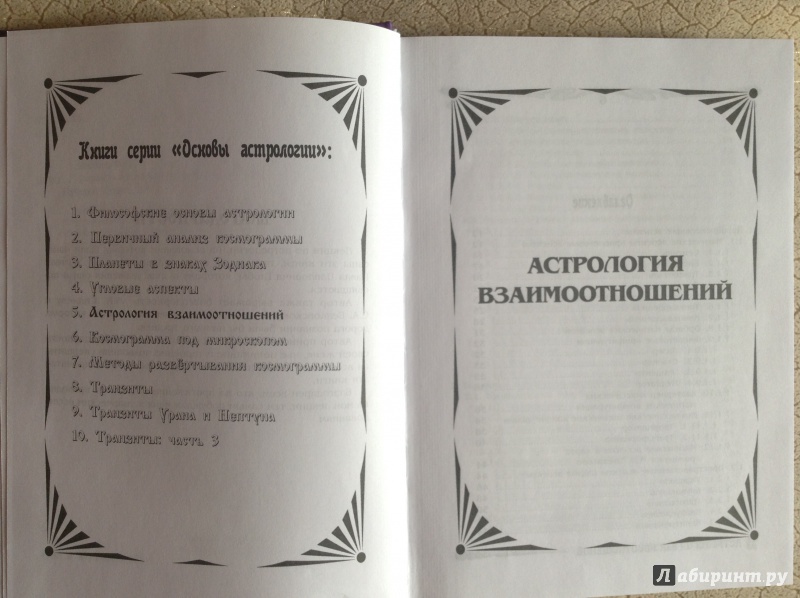 Книги серии «Основы астрологии»:
1. Философские основы астрологии
2. Первичный анализ космограммы
3. Планеты в знаках Зодиака
4. Угловые аспекты
5. Астрология взаимоотношений
6. Космограмма под микроскопом
7. Методы развёртывания космограммы
8. Транзиты
9. Транзиты Урана и Нептуна
10. Транзиты: часть 3
АСТРОЛОГИЯ
ВЗАИМООТНОШЕНИЙ
Лабиринт.ру